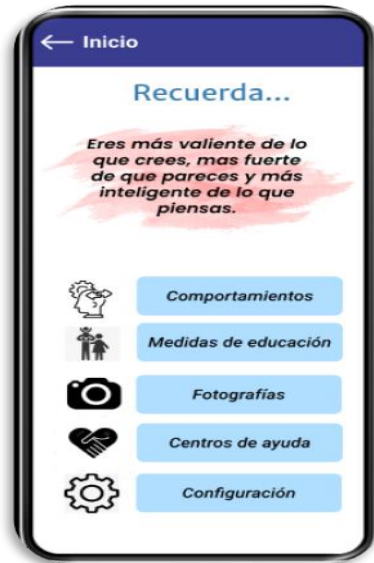 ← Inicio
Recuerda...
Eres más valiente de lo
que crees, mas fuerte
de que pareces y más
inteligente de lo que
piensas.
Comportamientos
Medidas de educación
Fotografías
Centros de ayuda
Configuración